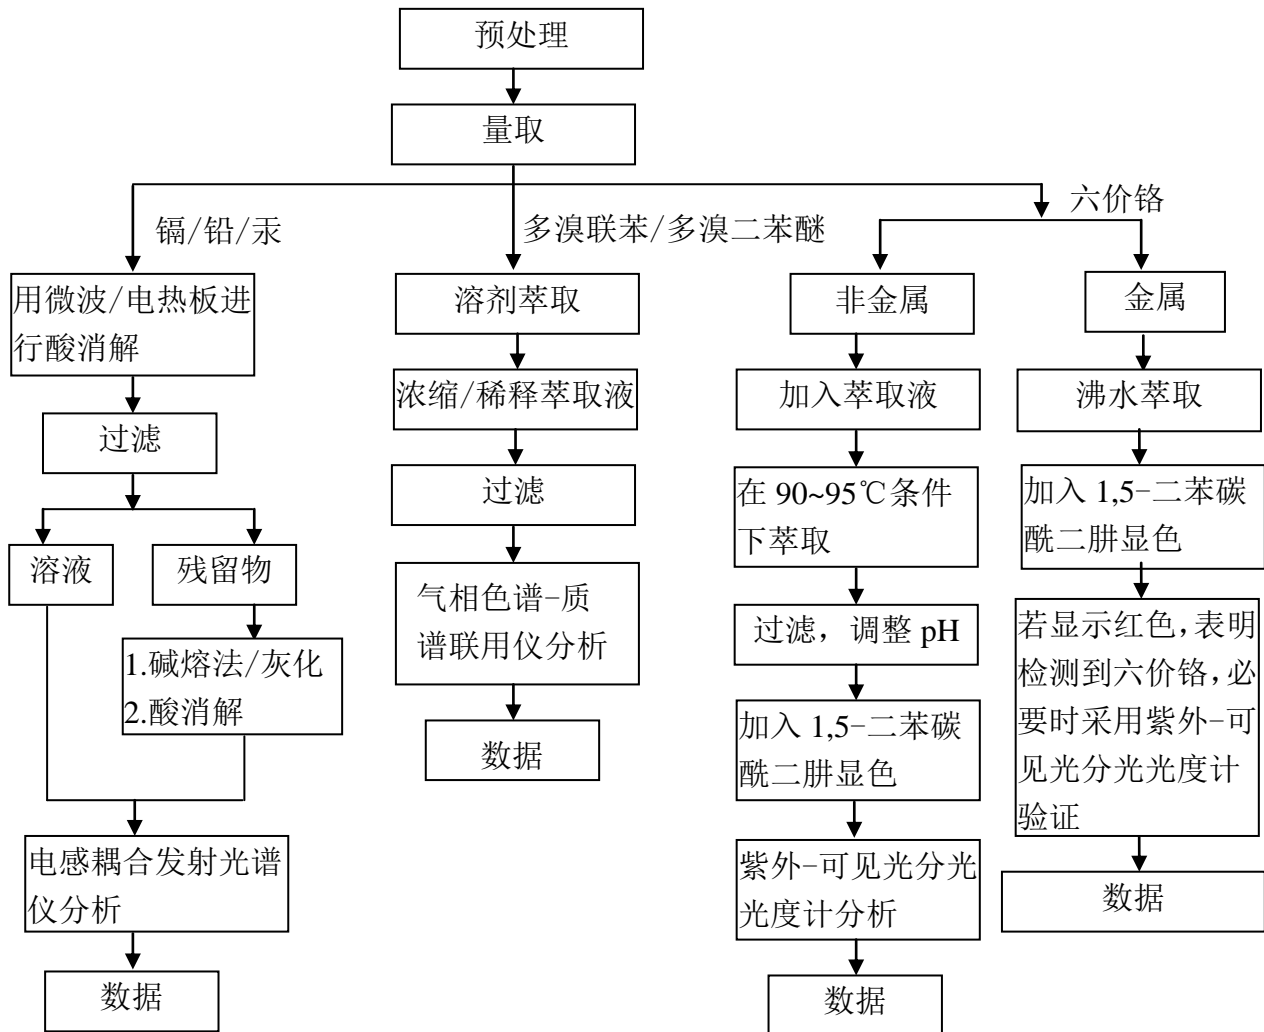 预处理
量取
镉/铅/汞
多溴联苯/多溴二苯醚
六价铬
用微波/电热板进
行酸消解
过滤
溶液
残留物
1.碱熔法/灰化
2.酸消解
电感耦合发射光谱
仪分析
数据
溶剂萃取
浓缩/稀释萃取液
过滤
气相色谱-质
谱联用仪分析
数据
非金属
加入萃取液
在 90~95℃条件
下萃取
过滤，调整 pH
加入 1,5-二苯碳
酰二肼显色
紫外-可见光分光
光度计分析
数据
金属
沸水萃取
加入 1,5-二苯碳
酰二肼显色
若显示红色，表明
检测到六价铬，必
要时采用紫外-可
见光分光光度计
验证
数据